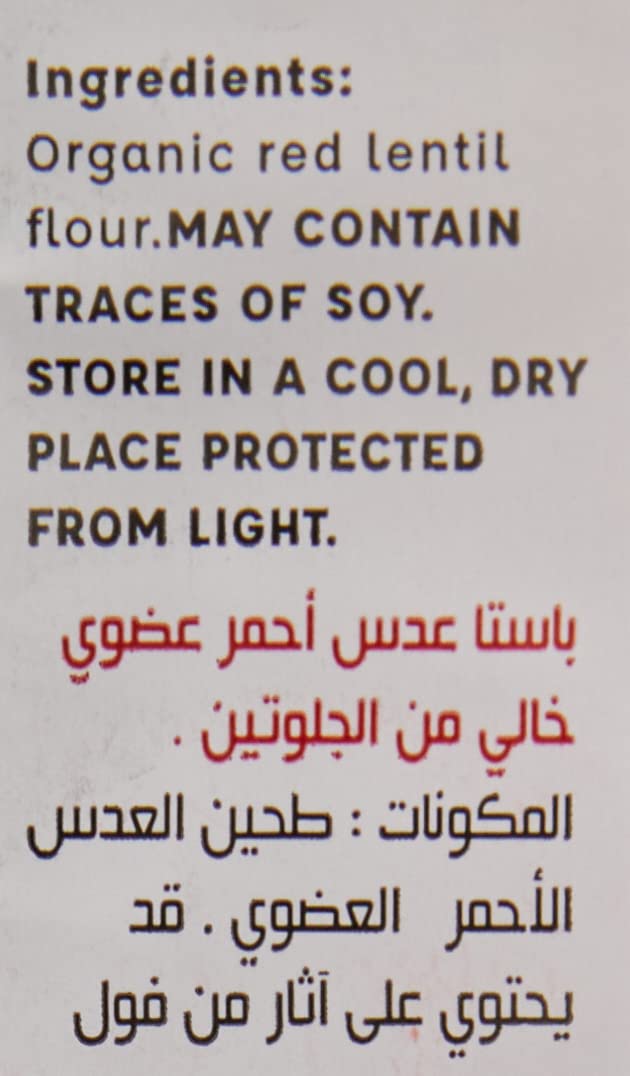 Ingredients:
Organic red lentil
flour.MAY CONTAIN
TRACES OF SOY.
STORE IN A COOL, DRY
PLACE PROTECTED
FROM LIGHT.
باستا عدس أحمر عضوي
خالي من الجلوتين .
المكونات : طحين العدس
الأحمر العضوي . قد
يحتوي على آثار من فول